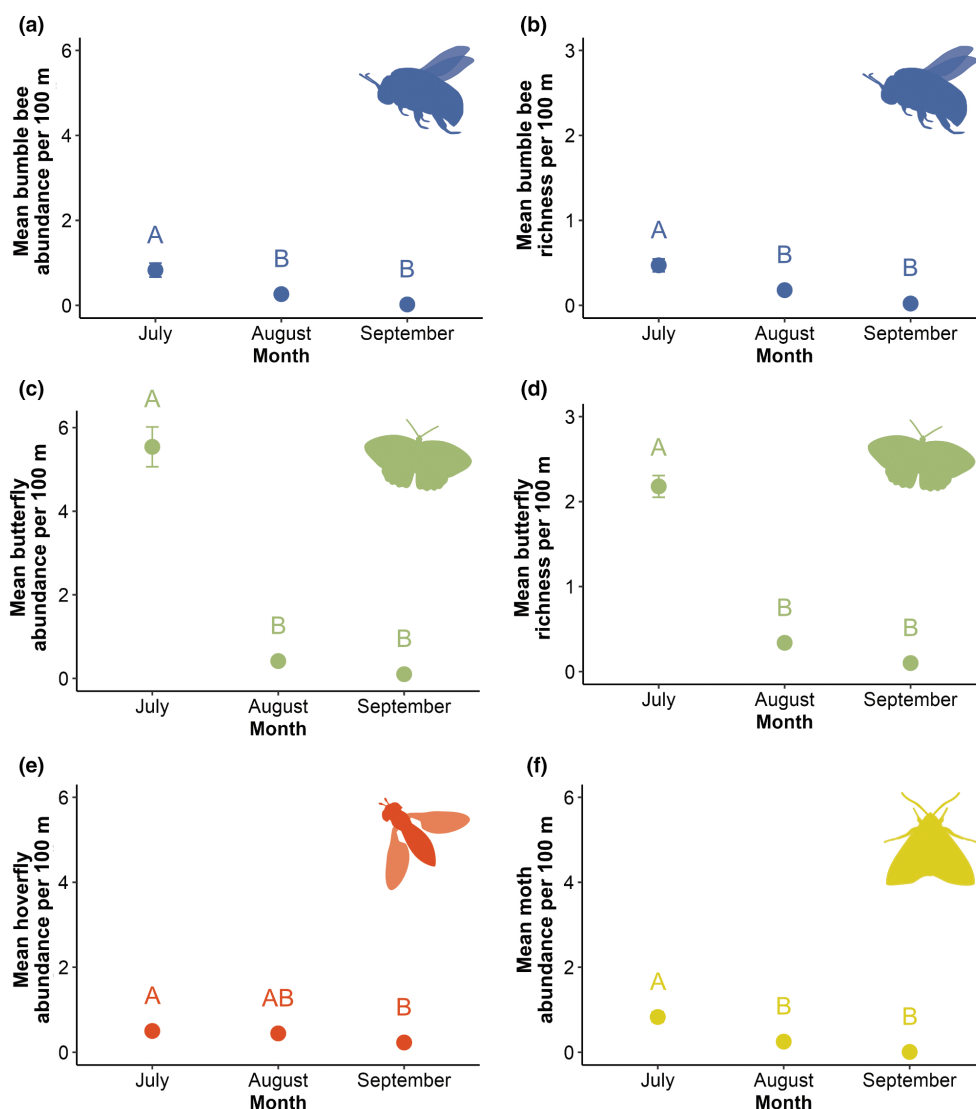 (a)
Mean bumble bee
abundance per 100 m
6
4
2
0
A
B
B
July
August
September
Month
(b)
Mean bumble bee
richness per 100 m
3
2
1
0
A
B
B
July
August
September
Month
(c)
Mean butterfly
abundance per 100 m
6
4
2
0
A
B
B
July
August
September
Month
(d)
Mean butterfly
richness per 100 m
3
2
1
0
A
B
B
July
August
September
Month
(e)
Mean hoverfly
abundance per 100 m
6
4
2
0
A
AB
B
July
August
September
Month
(f)
Mean moth
abundance per 100 m
6
4
2
0
A
B
B
July
August
September
Month